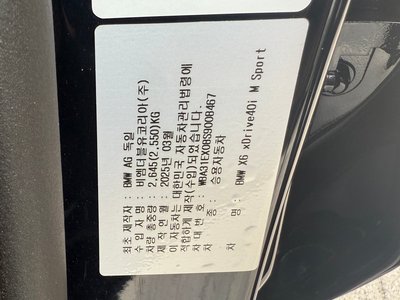 최초 제작사 : BMW AG 독일
수 입 자 명 : 비엠더블유코리아(주)
차량 총중량 : 2,645(2,550)KG
제 작 연 월 : 2025년 03월
이 자동차는 대한민국 자동차관리법령에
적합하게 제작(수입)되었습니다.
차 대 번 호 : WBA31EX08S9008467
차 종 : 승용자동차
차 명 : BMW X6 xDrive40i M Sport